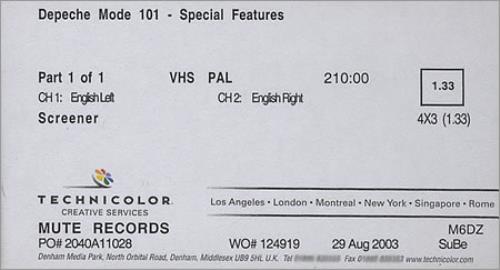 Depeche Mode 101 - Special Features
Part 1 of 1 VHS PAL 210:00 1.33
CH 1: English Left CH 2: English Right
Screener 4X3 (1.33)
TECHNICOLOR
CREATIVE SERVICES
Los Angeles • London • Montreal • New York • Singapore • Rome
MUTE RECORDS M6DZ
PO# 2040A11028 WO# 124919 29 Aug 2003 SuBe
Denham Media Park, North Orbital Road, Denham, Middlesex UB9 5HL U.K. Tel Fax www.technicolor.com